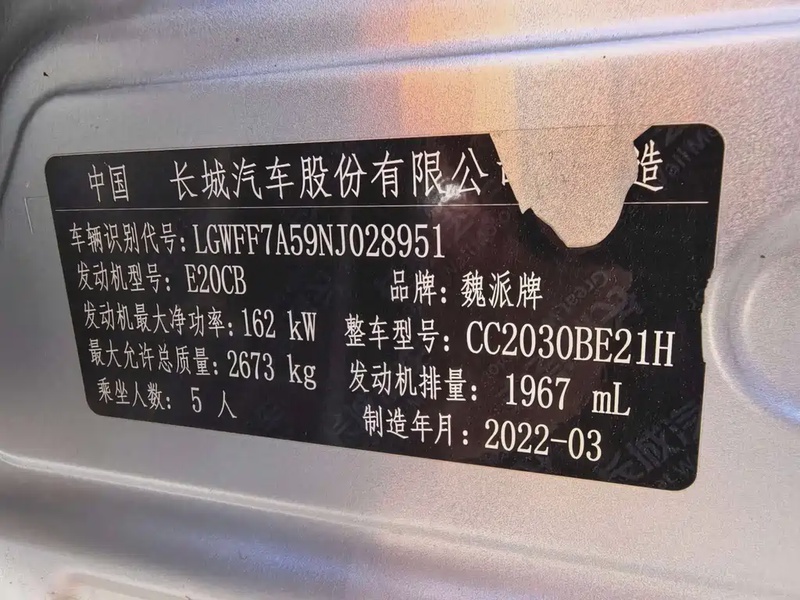 中国 长城汽车股份有限公 造
车辆识别代号:LGWFF7A59NJ028951
发动机型号: E20CB 品牌: 魏派牌
发动机最大净功率:162 kW 整车型号: CC2030BE21H
最大允许总质量: 2673 kg 发动机排量: 1967 mL
乘坐人数: 5 人 制造年月: 2022-03